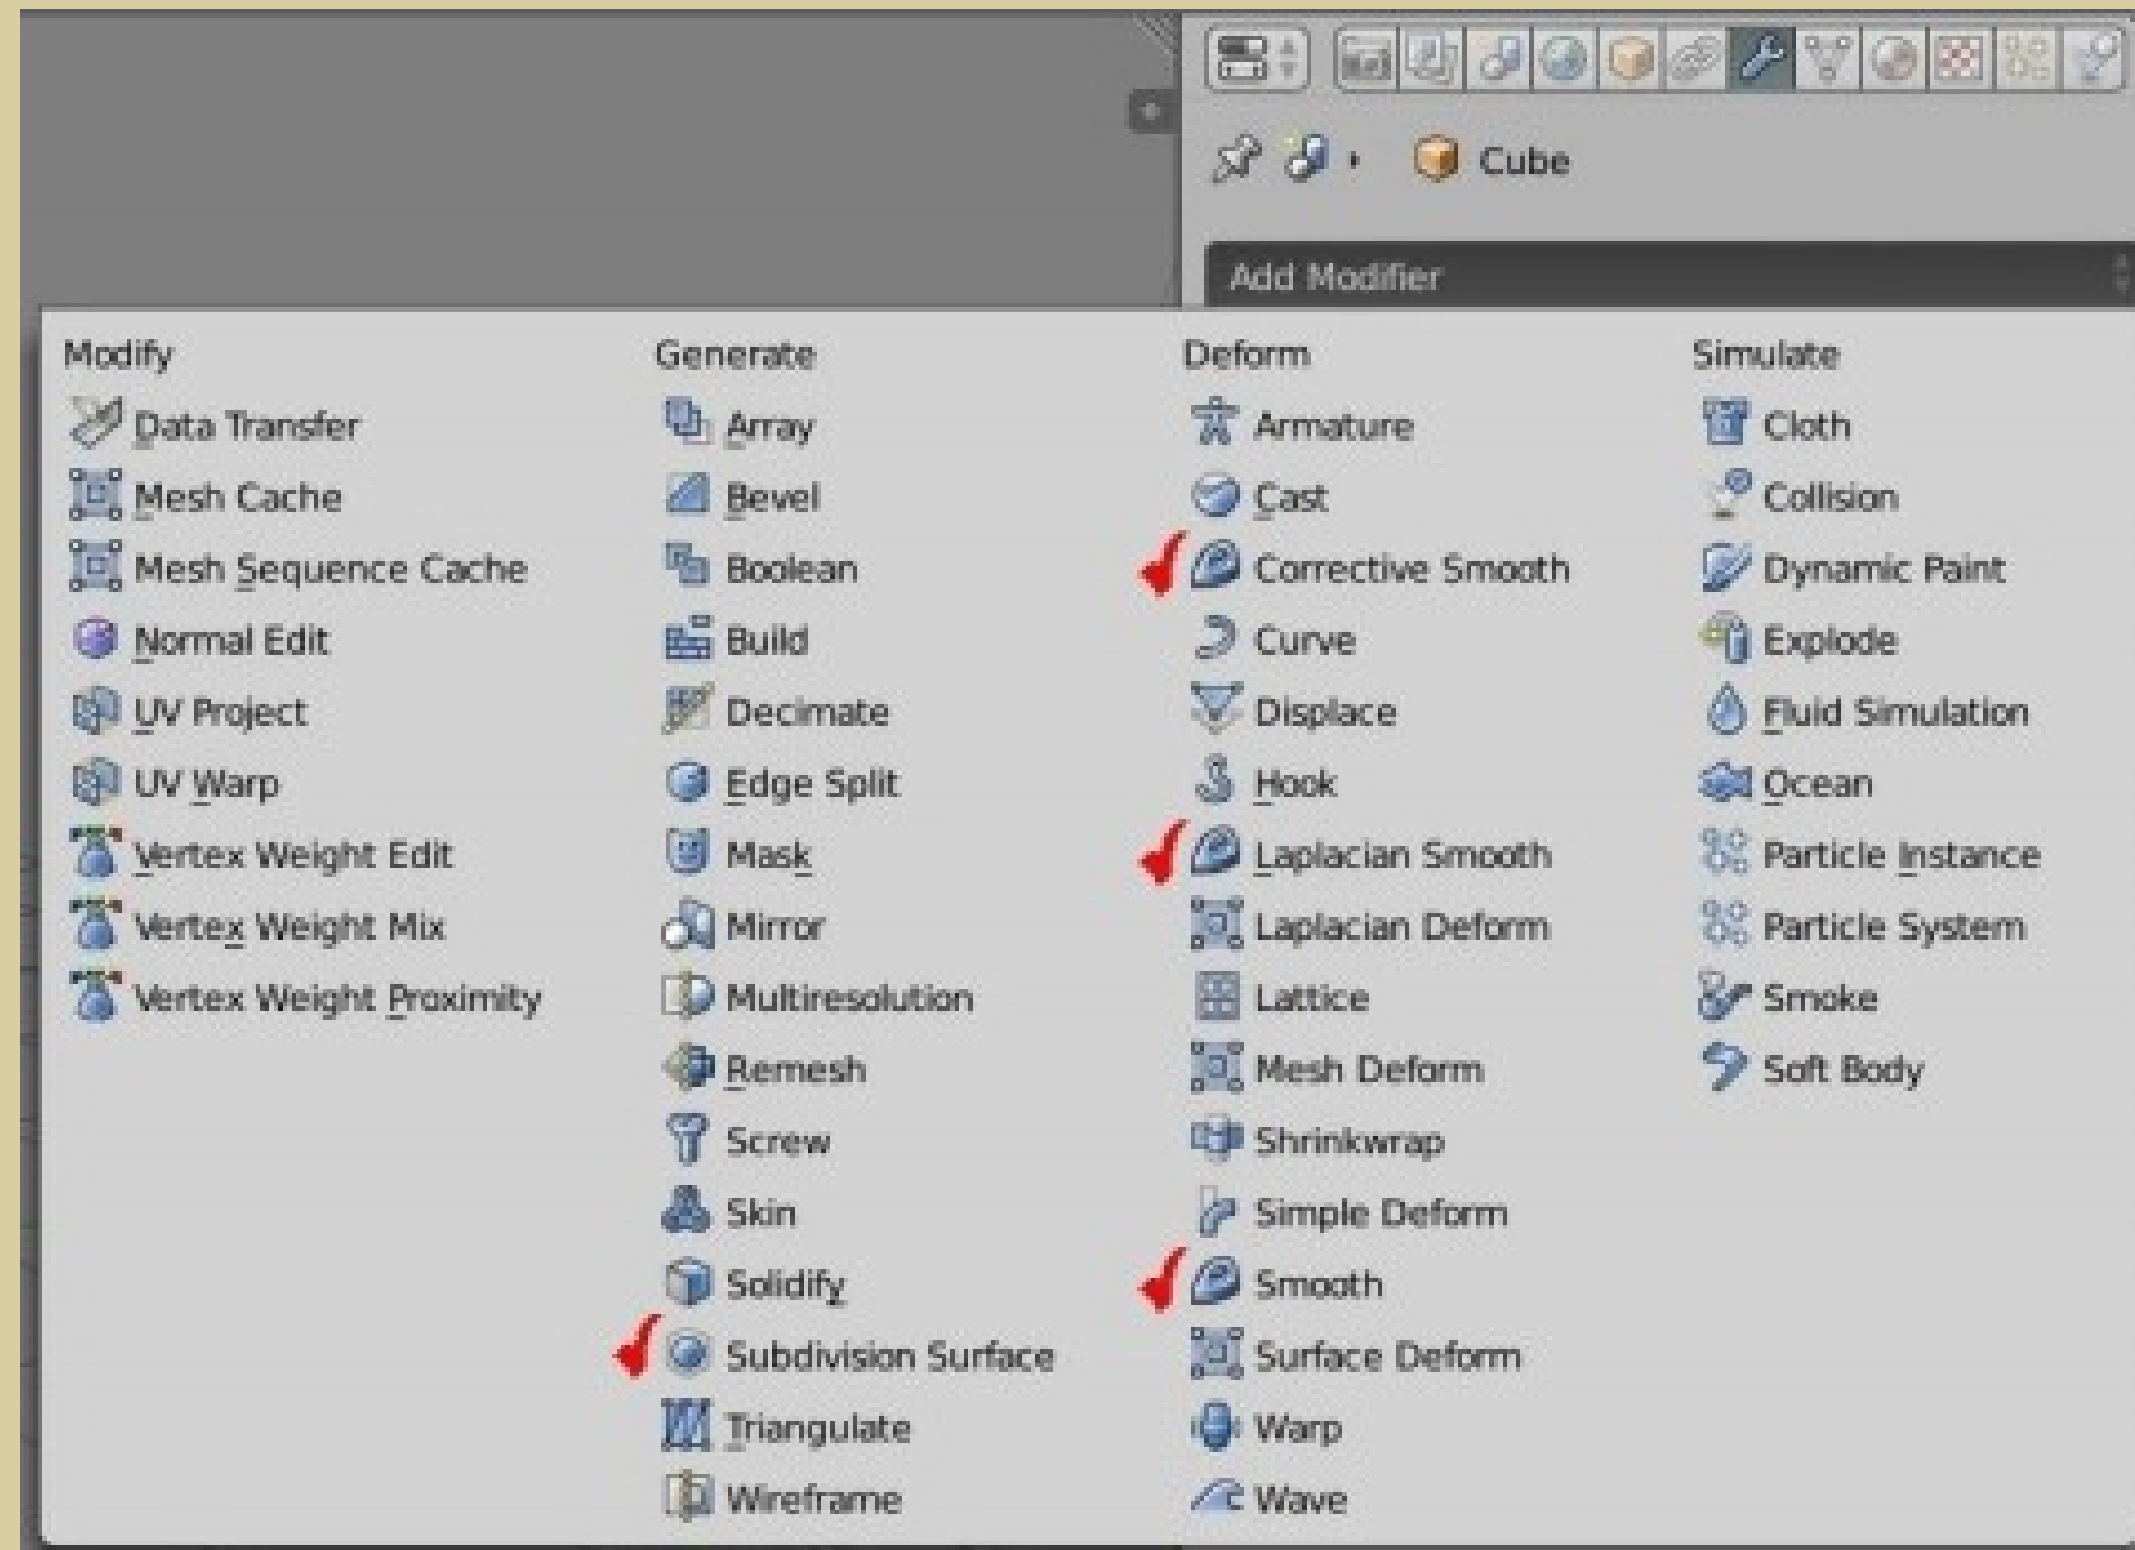 Cube
Add Modifier
Modify
Data Transfer
Mesh Cache
Mesh Sequence Cache
Normal Edit
UV Project
UV Warp
Vertex Weight Edit
Vertex Weight Mix
Vertex Weight Proximity
Generate
Array
Bevel
Boolean
Build
Decimate
Edge Split
Mask
Mirror
Multiresolution
Remesh
Screw
Skin
Solidify
Subdivision Surface
Triangulate
Wireframe
Deform
Armature
Cast
Corrective Smooth
Curve
Displace
Hook
Laplacian Smooth
Laplacian Deform
Lattice
Mesh Deform
Shrinkwrap
Simple Deform
Smooth
Surface Deform
Warp
Wave
Simulate
Cloth
Collision
Dynamic Paint
Explode
Fluid Simulation
Ocean
Particle Instance
Particle System
Smoke
Soft Body